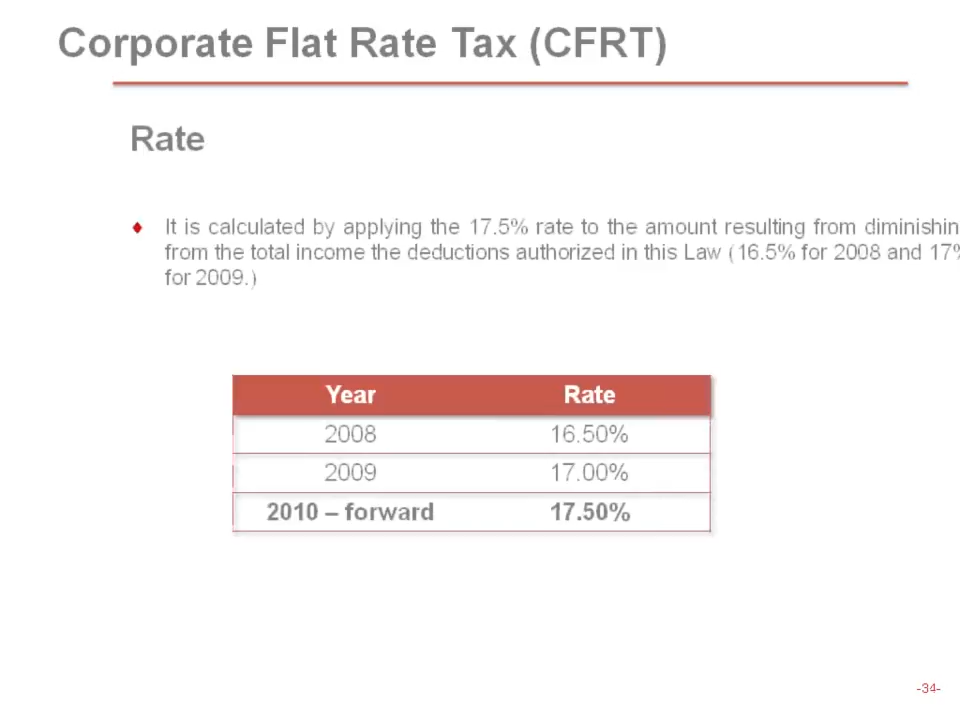 Corporate Flat Rate Tax (CFRT)
Rate
♦ It is calculated by applying the 17.5% rate to the amount resulting from
from the total income the deductions authorized in this Law (16.5% for 2008 and
for 2009.)
Year Rate
2008 16.50%
2009 17.00%
2010 – forward 17.50%
-34-